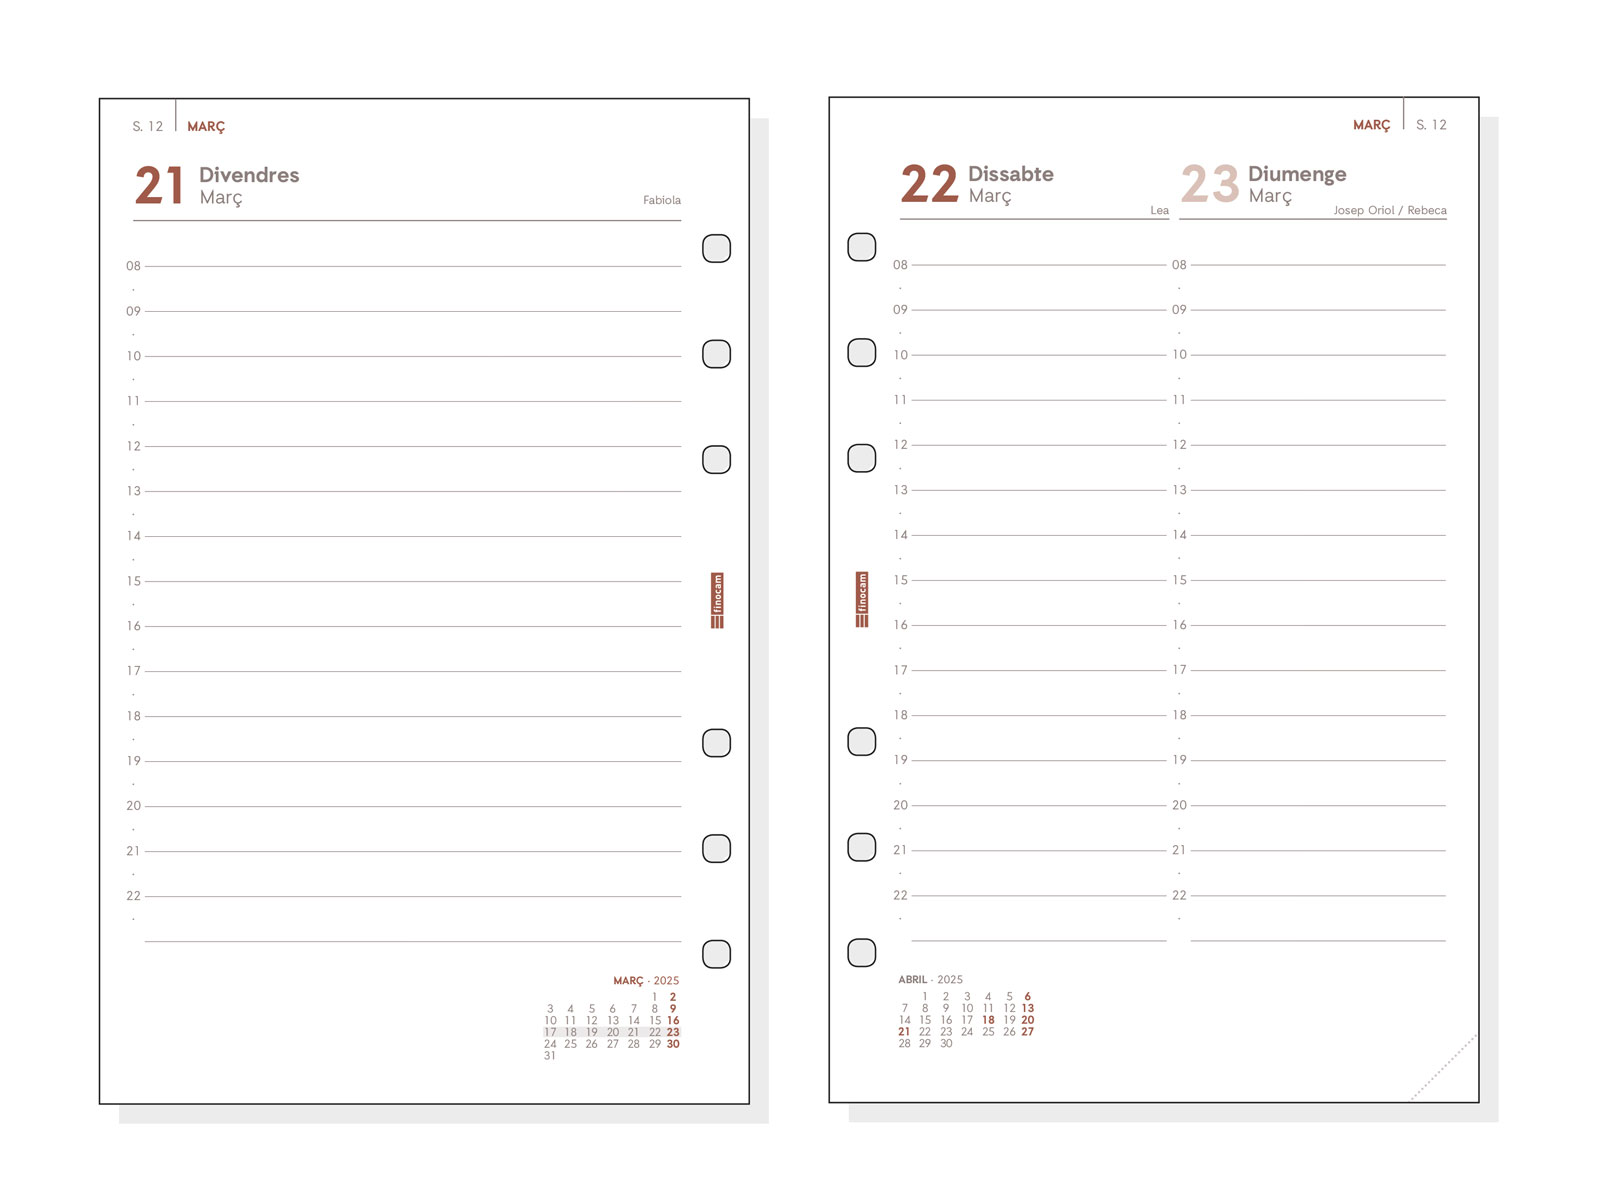 S. 12 MARÇ
21 Divendres
Març
Fabiola
08
09
10
11
12
13
14
15
16
17
18
19
20
21
22
finocam
MARÇ · 2025
1 2
3 4 5 6 7 8 9
10 11 12 13 14 15 16
17 18 19 20 21 22 23
24 25 26 27 28 29 30
31
MARÇ S. 12
22 Dissabte
Març
Lea
23 Diumenge
Març
Josep Oriol / Rebeca
08 08
09 09
10 10
11 11
12 12
13 13
14 14
15 15
16 16
17 17
18 18
19 19
20 20
21 21
22 22
finocam
ABRIL · 2025
1 2 3 4 5 6
7 8 9 10 11 12 13
14 15 16 17 18 19 20
21 22 23 24 25 26 27
28 29 30